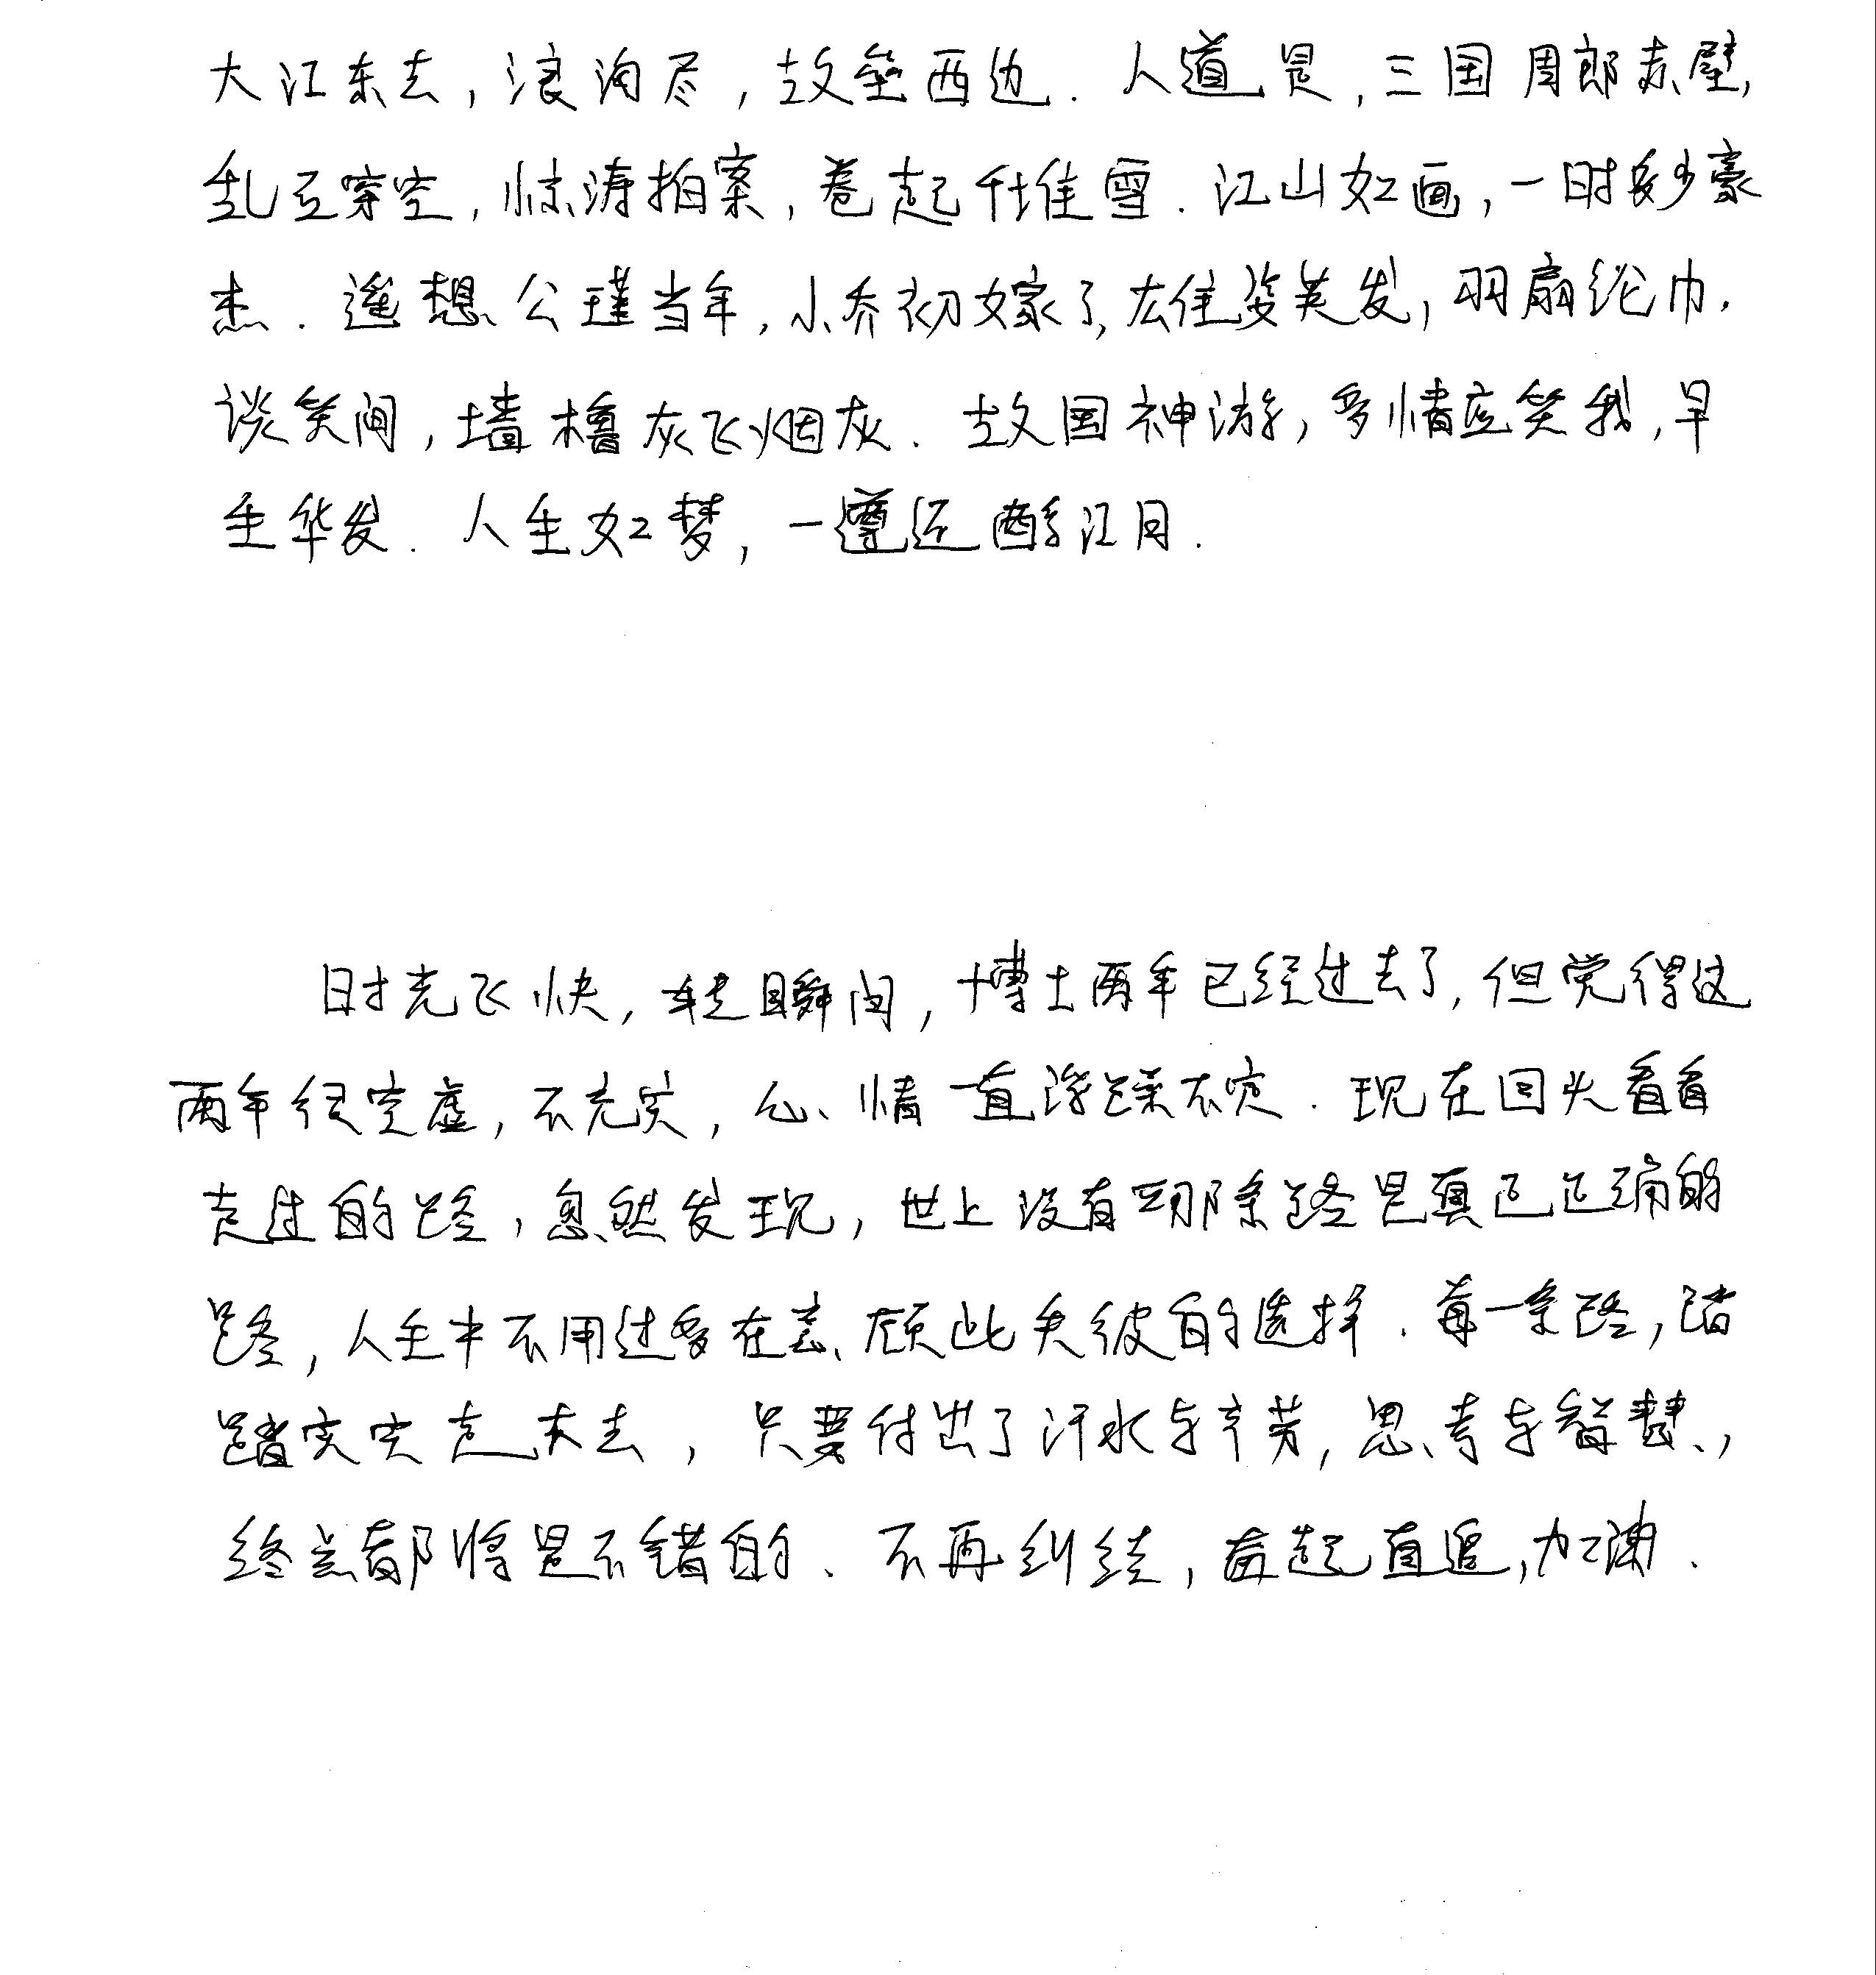 大江东去，浪淘尽，故垒西边．人道是，三国周郎赤壁，
乱石穿空，惊涛拍案，卷起千堆雪．江山如画，一时多少豪
杰．遥想公瑾当年，小乔初嫁了，雄姿英发，羽扇纶巾．
谈笑间，墙橹灰飞烟灰．故国神游，多情应笑我，早
生华发．人生如梦，一遵还酹江月．
时光飞快，转瞬间，博士两年已经过去了，但觉得这
两年很空虚，不充实，心情一直浮躁不定．现在回头看看
走过的路，忽然发现，世上没有哪条路是真正正确的
路，人生中不用过多在意、顾此失彼的选择．每一条路，踏
踏实实走下去，只要付出了汗水与辛劳，思考与智慧，
终点都将是不错的．不再纠结，奋起直追，加油．